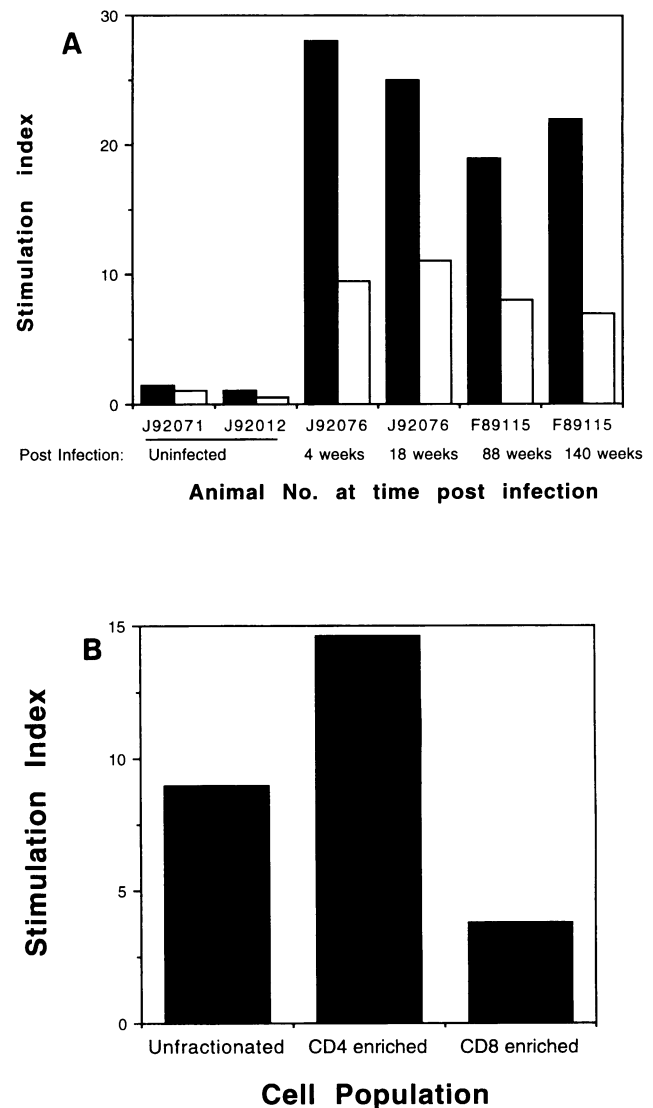 A
Stimulation index
30
20
10
0
J92071 J92012 J92076 J92076 F89115 F89115
Post Infection: Uninfected 4 weeks 18 weeks 88 weeks 140 weeks
Animal No. at time post infection
B
Stimulation Index
15
10
5
0
Unfractionated CD4 enriched CD8 enriched
Cell Population